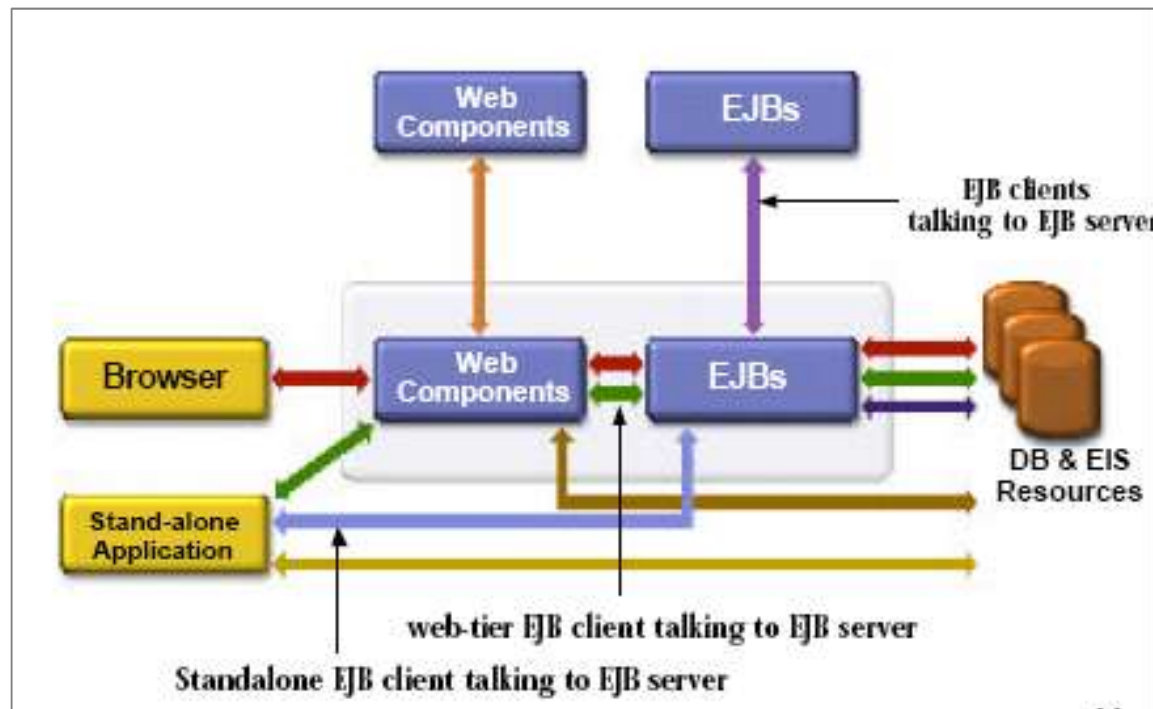 Web
Components
EJBs
EJB clients
talking to EJB server
Browser
Web
Components
EJBs
DB & EIS
Resources
Stand-alone
Application
web-tier EJB client talking to EJB server
Standalone EJB client talking to EJB server